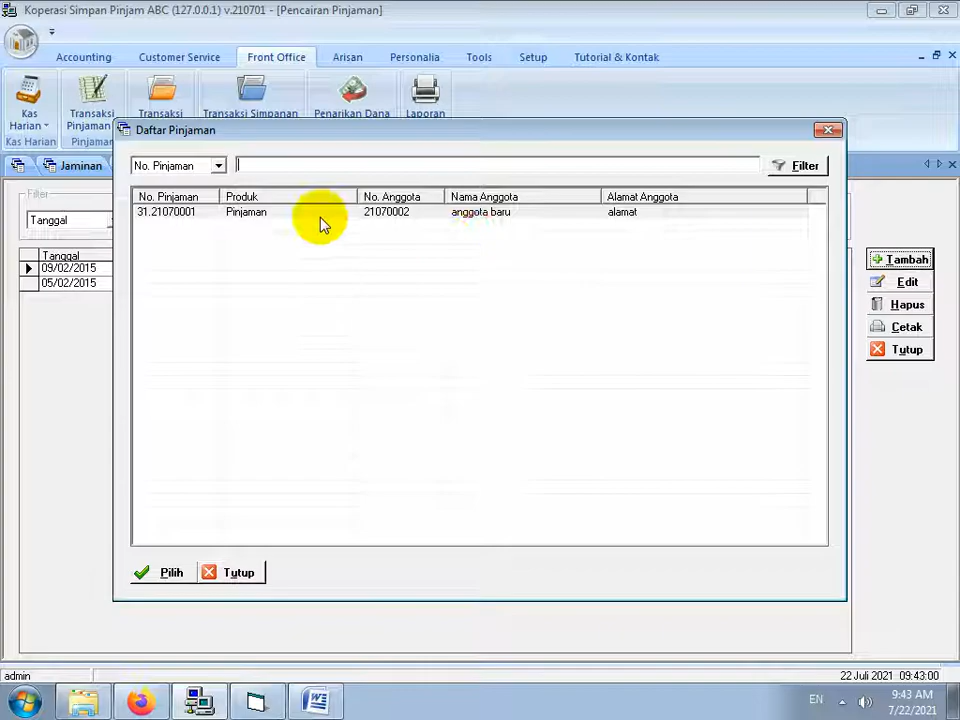 Koperasi Simpan Pinjam ABC (127.0.0.1) v.210701 - [Pencairan Pinjaman]
Accounting Customer Service Front Office Arisan Personalia Tools Setup Tutorial & Kontak
Kas Harian
Transaksi Pinjaman
Transaksi
Transaksi Simpanan
Penarikan Dana
Laporan
Kas Harian
Pinjaman
Daftar Pinjaman
Jaminan
No. Pinjaman
Filter
Filter
Tanggal
No. Pinjaman Produk No. Anggota Nama Anggota Alamat Anggota
31.21070001 Pinjaman 21070002 anggota baru alamat
Tanggal
09/02/2015
05/02/2015
Tambah
Edit
Hapus
Cetak
Tutup
Pilih Tutup
admin
22 Juli 2021 09:43:00
EN
9:43 AM
7/22/2021